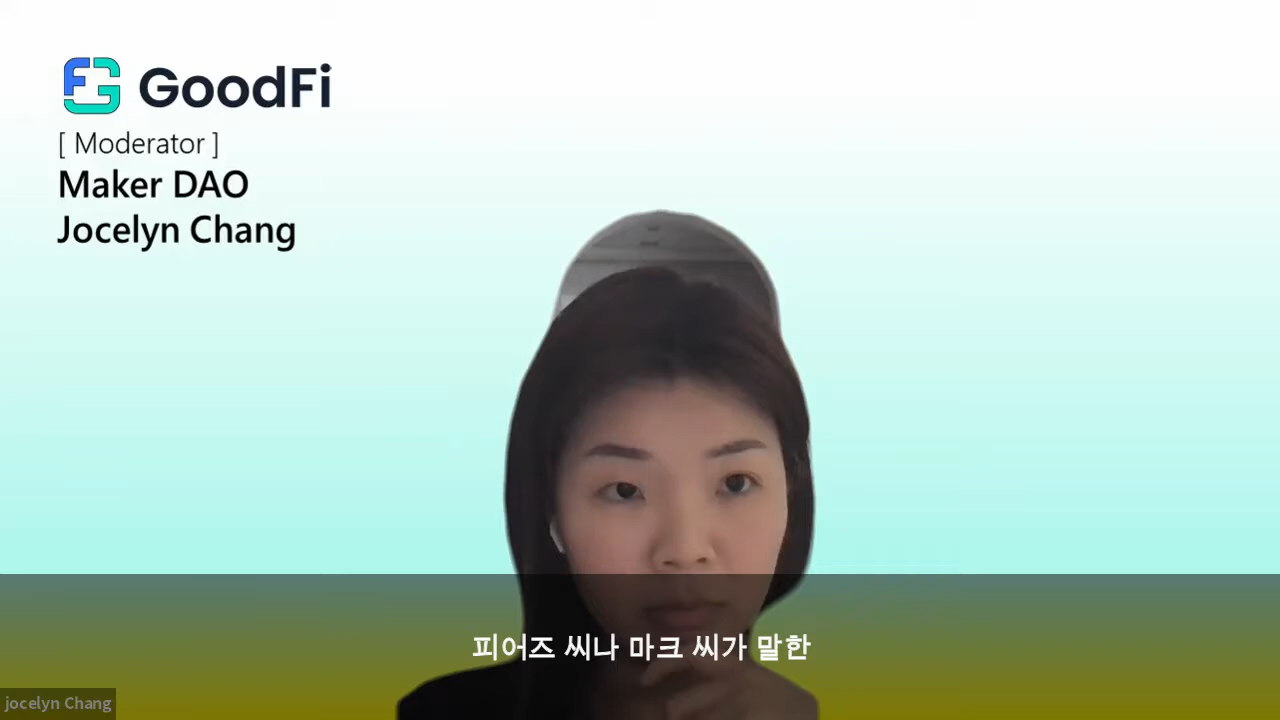 GoodFi
[ Moderator ]
Maker DAO
Jocelyn Chang
피어즈 씨나 마크 씨가 말한
jocelyn Chang